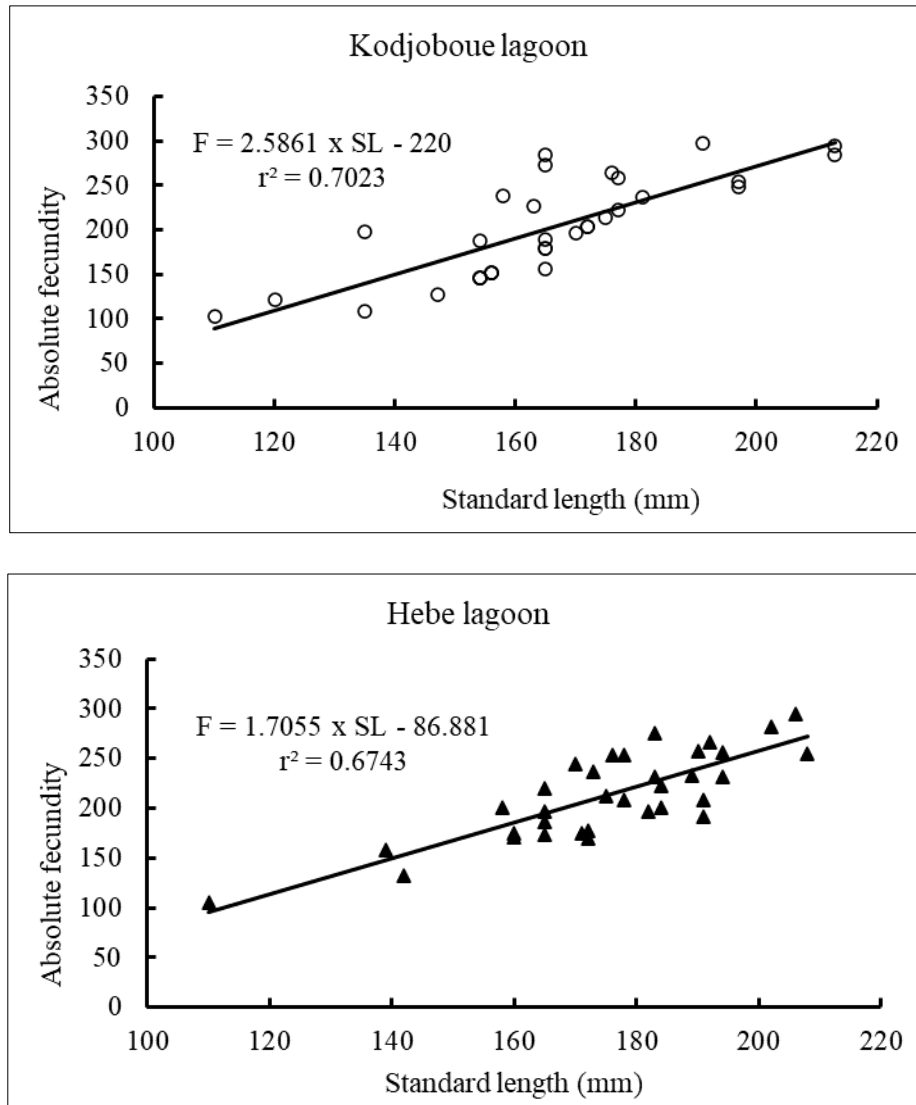 Kodjoboue lagoon
350
300
250
200
150
100
50
0
F = 2.5861 x SL - 220
r² = 0.7023
Absolute fecundity
100 120 140 160 180 200 220
Standard length (mm)
Hebe lagoon
350
300
250
200
150
100
50
0
F = 1.7055 x SL - 86.881
r² = 0.6743
Absolute fecundity
100 120 140 160 180 200 220
Standard length (mm)